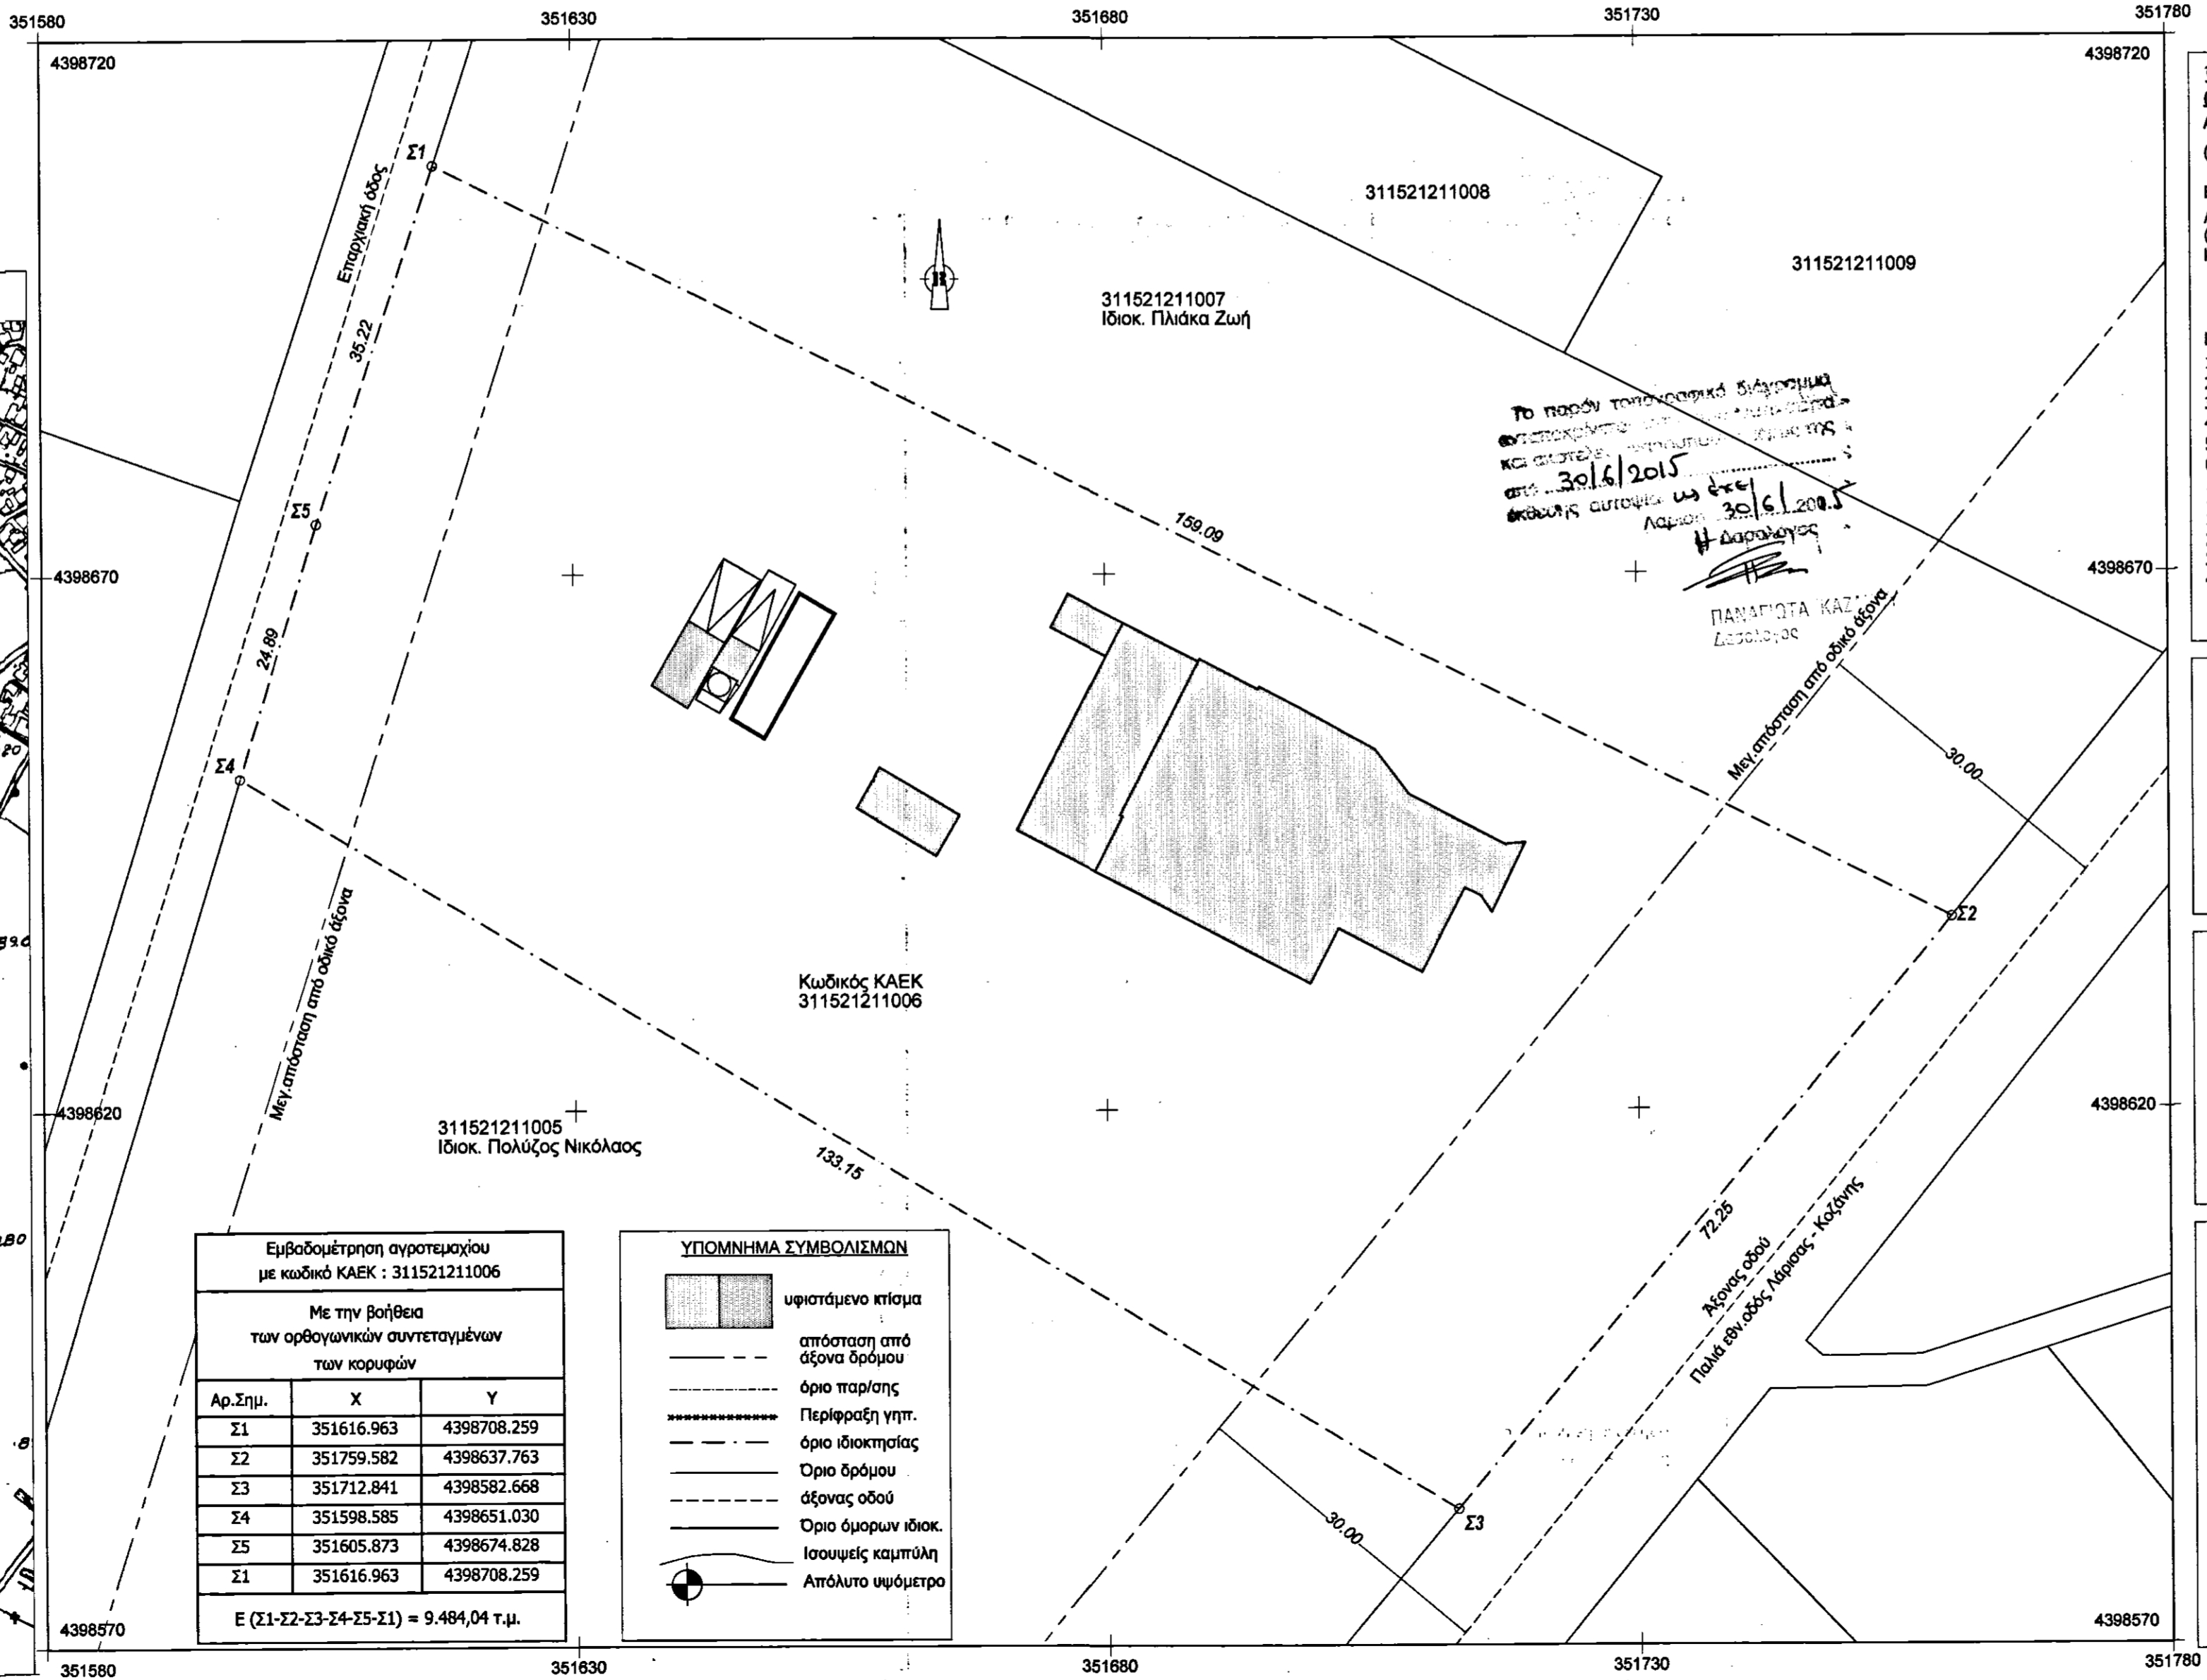 351580
351630
351680
351730
351780
4398720
4398720
Σ1
Επαρχιακή όδος
311521211008
311521211009
311521211007
Ιδιοκ. Πλιάκα Ζωή
35.22
Το παρόν τοπογραφικό διάγραμμα
και
από 30/6/2015
αυτοψία ως έχει
30/6/2015
Η Δασολόγος
ΠΑΝΑΓΙΩΤΑ
Δασολόγος
Σ5
159.09
4398670
4398670
24.89
Μεγ.απόσταση από οδικό άξονα
30.00
Σ4
Σ2
Μεγ.απόσταση από οδικό άξονα
Κωδικός ΚΑΕΚ
311521211006
4398620
4398620
311521211005
Ιδιοκ. Πολύζος Νικόλαος
133.15
72.25
Άξονας οδού
Παλιά εθν.οδός Λάρισας - Κοζάνης
Εμβαδομέτρηση αγροτεμαχίου
με κωδικό ΚΑΕΚ : 311521211006
Με την βοήθεια
των ορθογωνικών συντεταγμένων
των κορυφών
Αρ.Σημ. X Y
Σ1 351616.963 4398708.259
Σ2 351759.582 4398637.763
Σ3 351712.841 4398582.668
Σ4 351598.585 4398651.030
Σ5 351605.873 4398674.828
Σ1 351616.963 4398708.259
Ε (Σ1-Σ2-Σ3-Σ4-Σ5-Σ1) = 9.484,04 τ.μ.
ΥΠΟΜΝΗΜΑ ΣΥΜΒΟΛΙΣΜΩΝ
υφιστάμενο κτίσμα
απόσταση από
άξονα δρόμου
όριο παρ/σης
Περίφραξη γηπ.
όριο ιδιοκτησίας
Όριο δρόμου
άξονας οδού
Όριο όμορων ιδιοκ.
Ισουψείς καμπύλη
Απόλυτο υψόμετρο
Σ3
30.00
4398570
4398570
351580
351630
351680
351730
351780